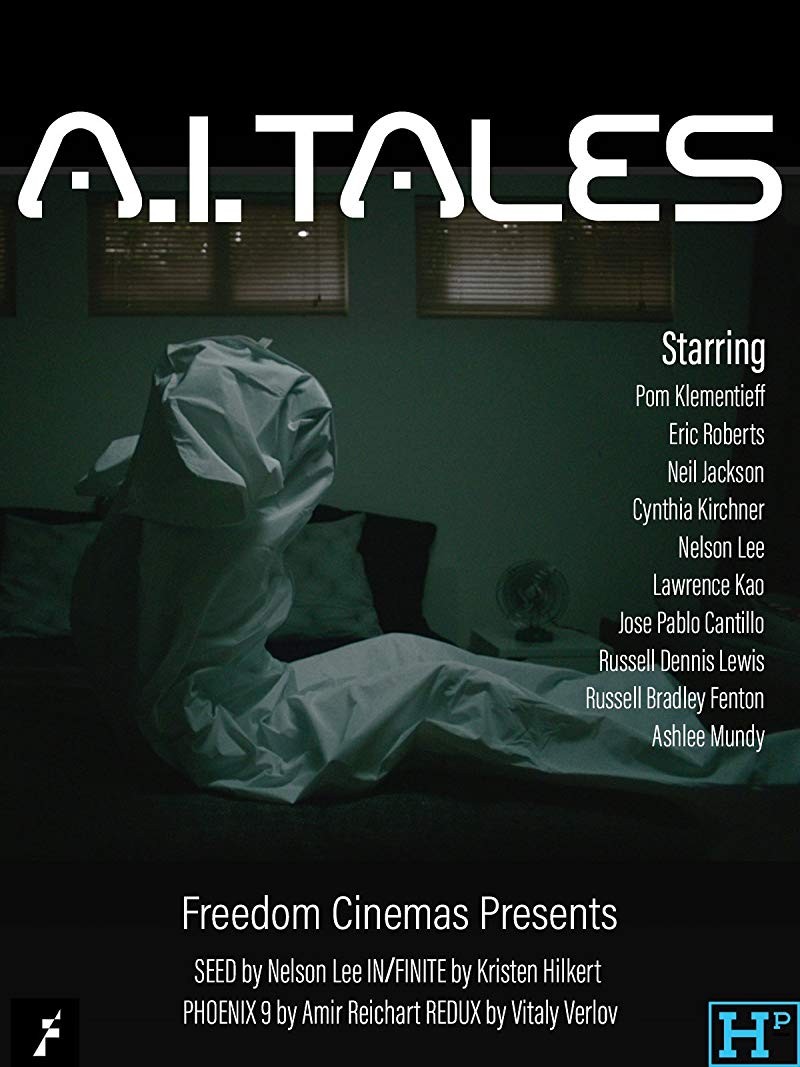 A.I. TALES
Starring
Pom Klementieff
Eric Roberts
Neil Jackson
Cynthia Kirchner
Nelson Lee
Lawrence Kao
Jose Pablo Cantillo
Russell Dennis Lewis
Russell Bradley Fenton
Ashlee Mundy
Freedom Cinemas Presents
SEED by Nelson Lee IN/FINITE by Kristen Hilkert
PHOENIX 9 by Amir Reichart REDUX by Vitaly Verlov
F
HP